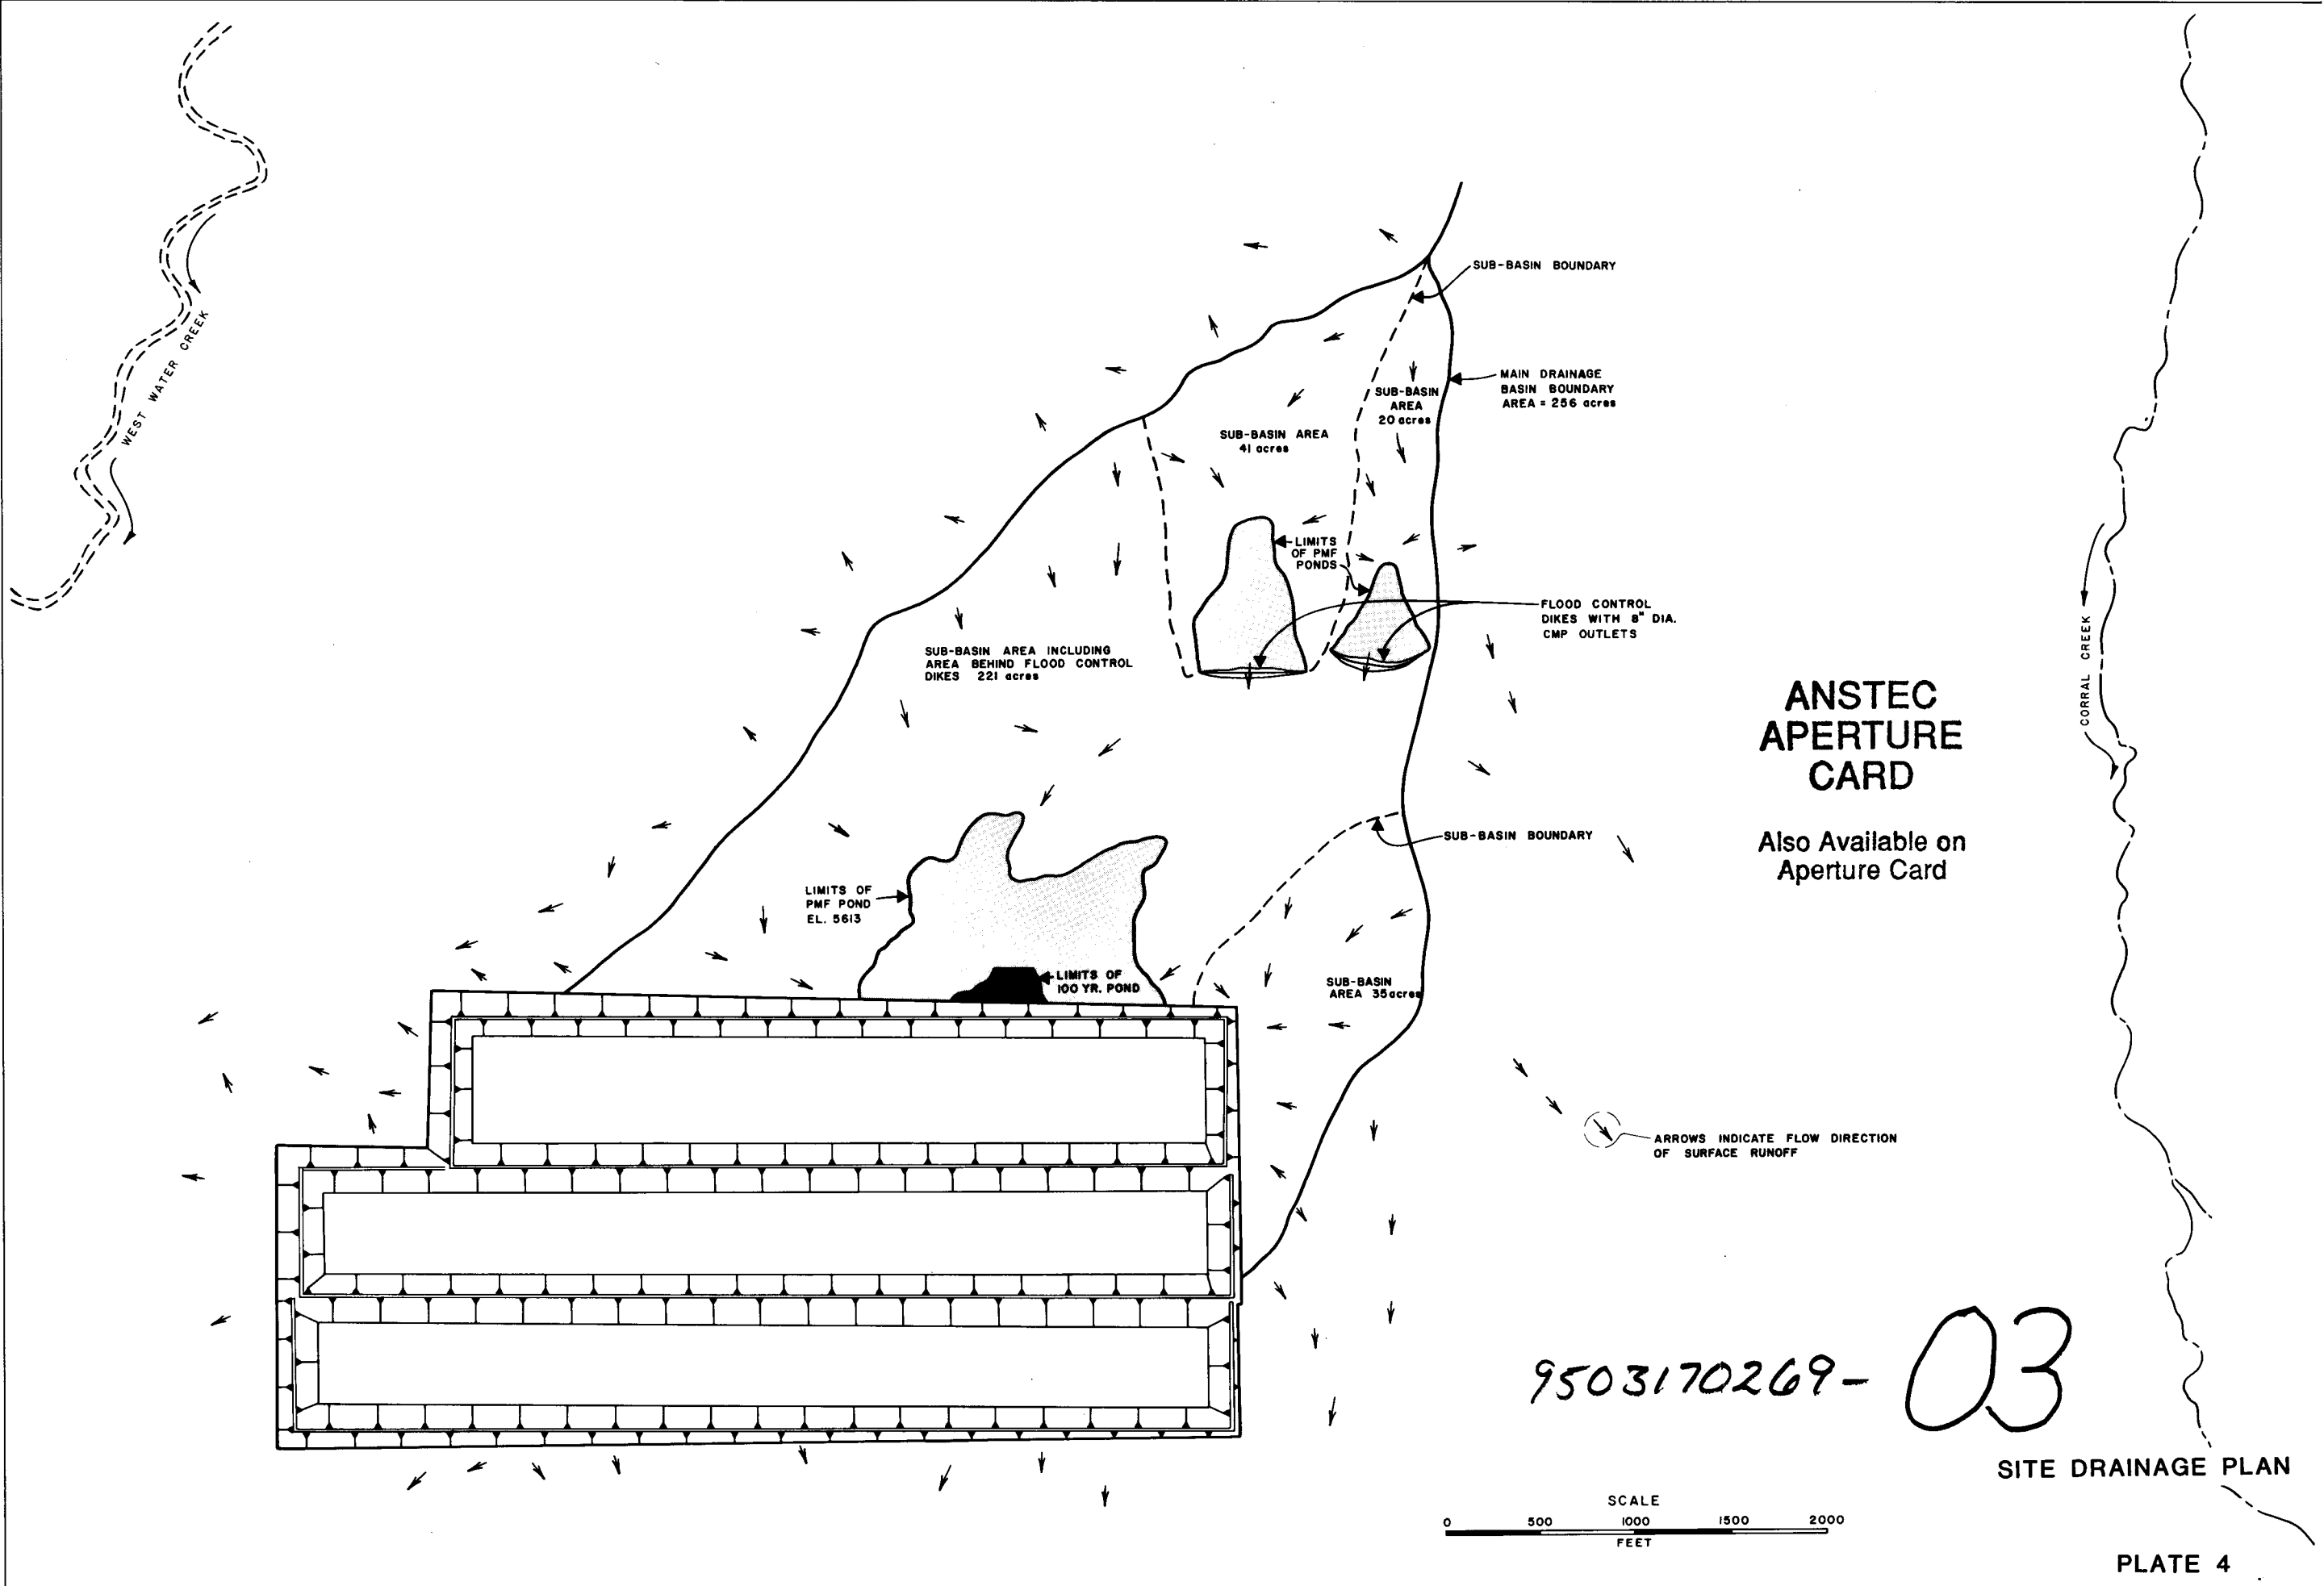 SUB-BASIN BOUNDARY
WEST WATER CREEK
MAIN DRAINAGE
BASIN BOUNDARY
AREA = 256 acres
SUB-BASIN
AREA
20 acres
SUB-BASIN AREA
41 acres
LIMITS
OF PMF
PONDS
FLOOD CONTROL
DIKES WITH 8" DIA.
CMP OUTLETS
SUB-BASIN AREA INCLUDING
AREA BEHIND FLOOD CONTROL
DIKES 221 acres
CORRAL CREEK
ANSTEC
APERTURE
CARD
Also Available on
Aperture Card
SUB-BASIN BOUNDARY
LIMITS OF
PMF POND
EL. 5613
LIMITS OF
100 YR. POND
SUB-BASIN
AREA 35 acres
ARROWS INDICATE FLOW DIRECTION
OF SURFACE RUNOFF
9503170269-03
SITE DRAINAGE PLAN
SCALE
0 500 1000 1500 2000
FEET
PLATE 4